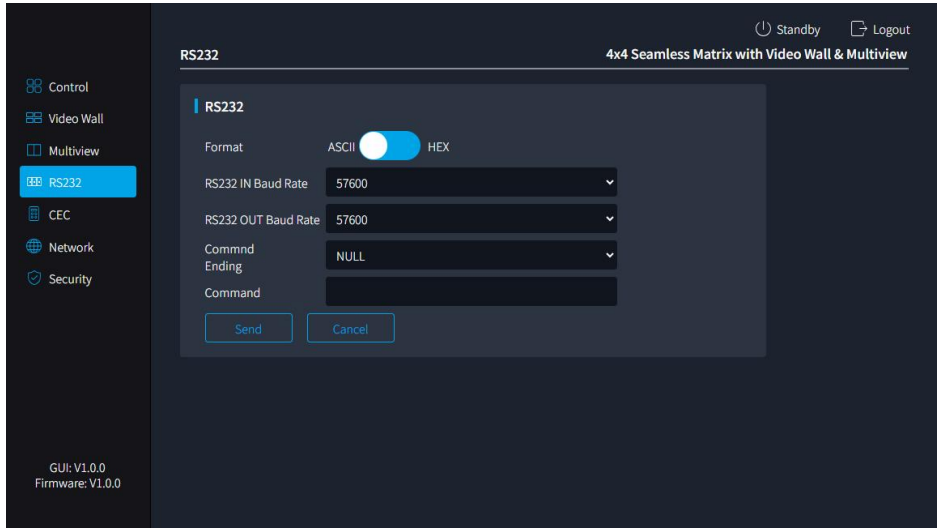 Standby Logout
RS232 4x4 Seamless Matrix with Video Wall & Multiview
Control
Video Wall
Multiview
RS232
CEC
Network
Security
RS232
Format ASCII HEX
RS232 IN Baud Rate 57600
RS232 OUT Baud Rate 57600
Commnd
Ending NULL
Command
Send Cancel
GUI: V1.0.0
Firmware: V1.0.0